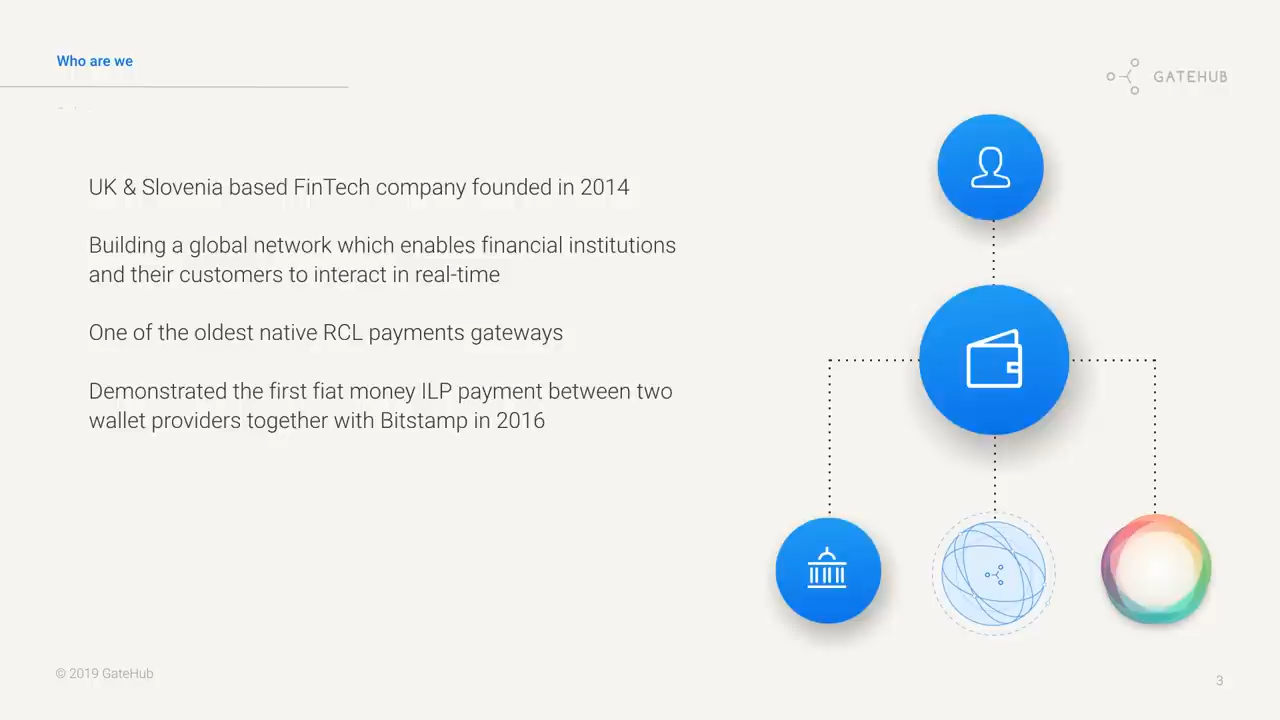 Who are we
GATEHUB
UK & Slovenia based FinTech company founded in 2014
Building a global network which enables financial institutions
and their customers to interact in real-time
One of the oldest native RCL payments gateways
Demonstrated the first fiat money ILP payment between two
wallet providers together with Bitstamp in 2016
© 2019 GateHub
3